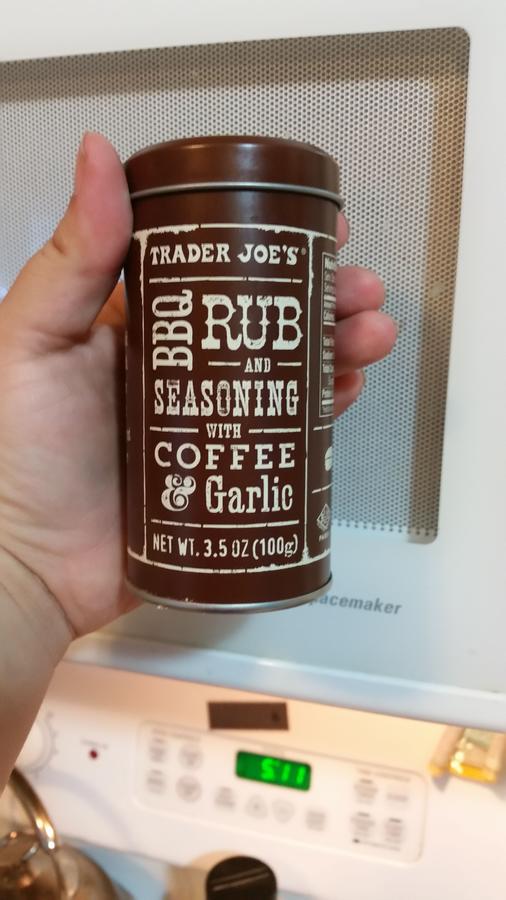 TRADER JOE'S®
BBQ RUB
AND
SEASONING
WITH
COFFEE
& Garlic
NET WT. 3.5 OZ (100g)
pacemaker
5:11